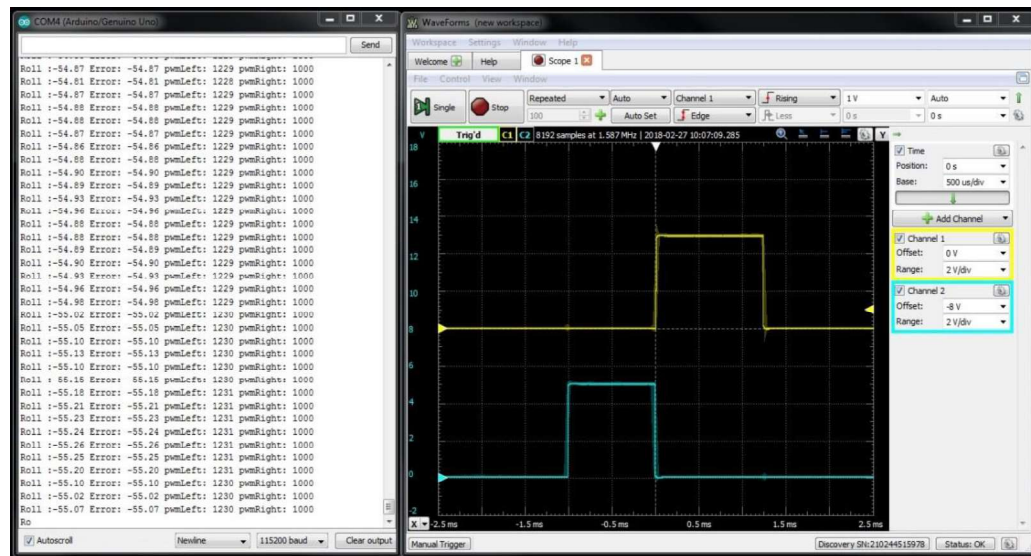 COM4 (Arduino/Genuino Uno)
Send
Roll :-54.87 Error: -54.87 pwmLeft: 1229 pwmRight: 1000
Roll :-54.81 Error: -54.81 pwmLeft: 1228 pwmRight: 1000
Roll :-54.87 Error: -54.87 pwmLeft: 1229 pwmRight: 1000
Roll :-54.88 Error: -54.88 pwmLeft: 1229 pwmRight: 1000
Roll :-54.88 Error: -54.88 pwmLeft: 1229 pwmRight: 1000
Roll :-54.87 Error: -54.87 pwmLeft: 1229 pwmRight: 1000
Roll :-54.86 Error: -54.86 pwmLeft: 1229 pwmRight: 1000
Roll :-54.88 Error: -54.88 pwmLeft: 1229 pwmRight: 1000
Roll :-54.90 Error: -54.90 pwmLeft: 1229 pwmRight: 1000
Roll :-54.89 Error: -54.89 pwmLeft: 1229 pwmRight: 1000
Roll :-54.93 Error: -54.93 pwmLeft: 1229 pwmRight: 1000
Roll :-54.96 Error: -54.96 pwmLeft: 1229 pwmRight: 1000
Roll :-54.88 Error: -54.88 pwmLeft: 1229 pwmRight: 1000
Roll :-54.88 Error: -54.88 pwmLeft: 1229 pwmRight: 1000
Roll :-54.89 Error: -54.89 pwmLeft: 1229 pwmRight: 1000
Roll :-54.90 Error: -54.90 pwmLeft: 1229 pwmRight: 1000
Roll :-54.93 Error: -54.93 pwmLeft: 1229 pwmRight: 1000
Roll :-54.96 Error: -54.96 pwmLeft: 1229 pwmRight: 1000
Roll :-54.98 Error: -54.98 pwmLeft: 1229 pwmRight: 1000
Roll :-55.02 Error: -55.02 pwmLeft: 1230 pwmRight: 1000
Roll :-55.05 Error: -55.05 pwmLeft: 1230 pwmRight: 1000
Roll :-55.10 Error: -55.10 pwmLeft: 1230 pwmRight: 1000
Roll :-55.13 Error: -55.13 pwmLeft: 1230 pwmRight: 1000
Roll :-55.10 Error: -55.10 pwmLeft: 1230 pwmRight: 1000
Roll : Error: pwmLeft: 1230 pwmRight: 1000
Roll :-55.18 Error: -55.18 pwmLeft: 1231 pwmRight: 1000
Roll :-55.21 Error: -55.21 pwmLeft: 1231 pwmRight: 1000
Roll :-55.23 Error: -55.23 pwmLeft: 1231 pwmRight: 1000
Roll :-55.24 Error: -55.24 pwmLeft: 1231 pwmRight: 1000
Roll :-55.26 Error: -55.26 pwmLeft: 1231 pwmRight: 1000
Roll :-55.25 Error: -55.25 pwmLeft: 1231 pwmRight: 1000
Roll :-55.20 Error: -55.20 pwmLeft: 1231 pwmRight: 1000
Roll :-55.10 Error: -55.10 pwmLeft: 1230 pwmRight: 1000
Roll :-55.02 Error: -55.02 pwmLeft: 1230 pwmRight: 1000
Roll :-55.07 Error: -55.07 pwmLeft: 1230 pwmRight: 1000
Ro
Autoscroll Newline 115200 baud Clear output
WaveForms (new workspace)
Workspace Settings Window Help
Welcome Help Scope 1
File Control View Window
Single Stop Repeated Auto Channel 1 Rising 1 V Auto
100 Auto Set Edge Less 0 s 0 s
Y Trig'd C1 C2 8192 samples at 1.587 MHz | 2018-02-27 10:07:09.285 Y
18
16
14
12
10
8
6
4
2
0
-2
X -2.5 ms -1.5 ms -0.5 ms 0.5 ms 1.5 ms 2.5 ms
Time
Position: 0 s
Base: 500 us/div
Add Channel
Channel 1
Offset: 0 V
Range: 2 V/div
Channel 2
Offset: -8 V
Range: 2 V/div
Manual Trigger Discovery SN:210244515978 Status: OK